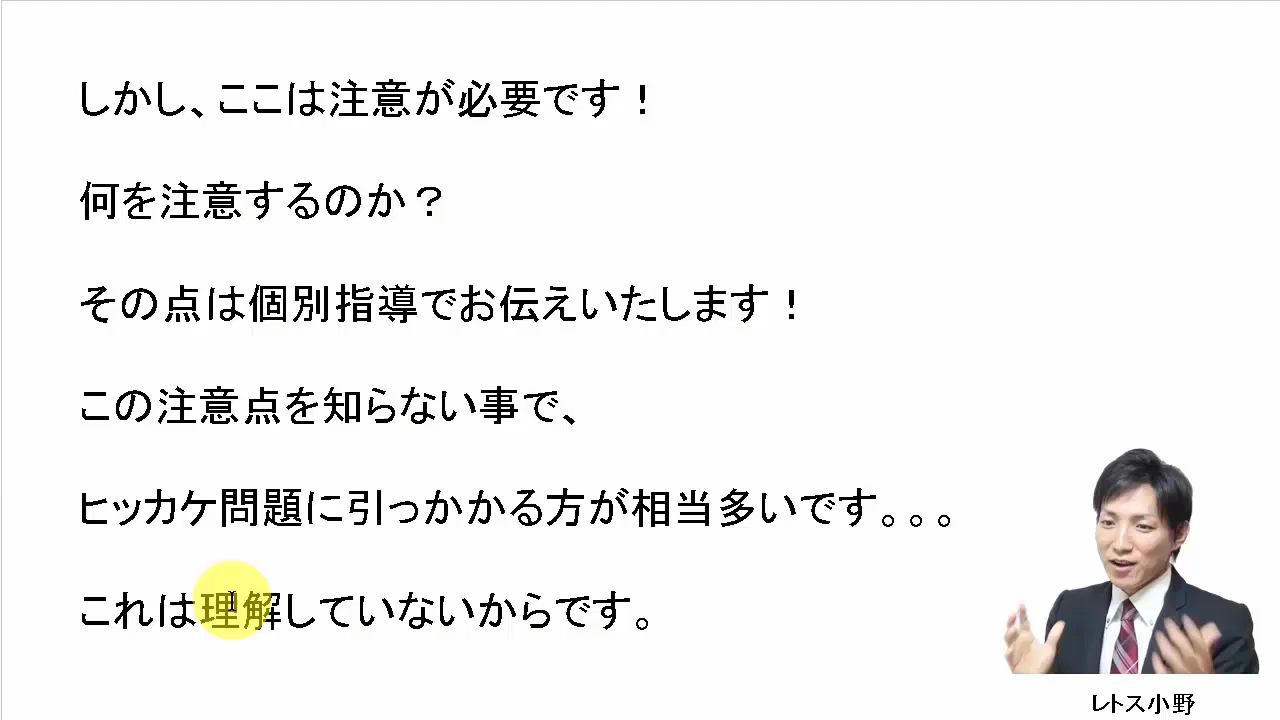 しかし、ここは注意が必要です！
何を注意するのか？
その点は個別指導でお伝えいたします！
この注意点を知らない事で、
ヒッカケ問題に引っかかる方が相当多いです。。。
これは理解していないからです。
レトス小野